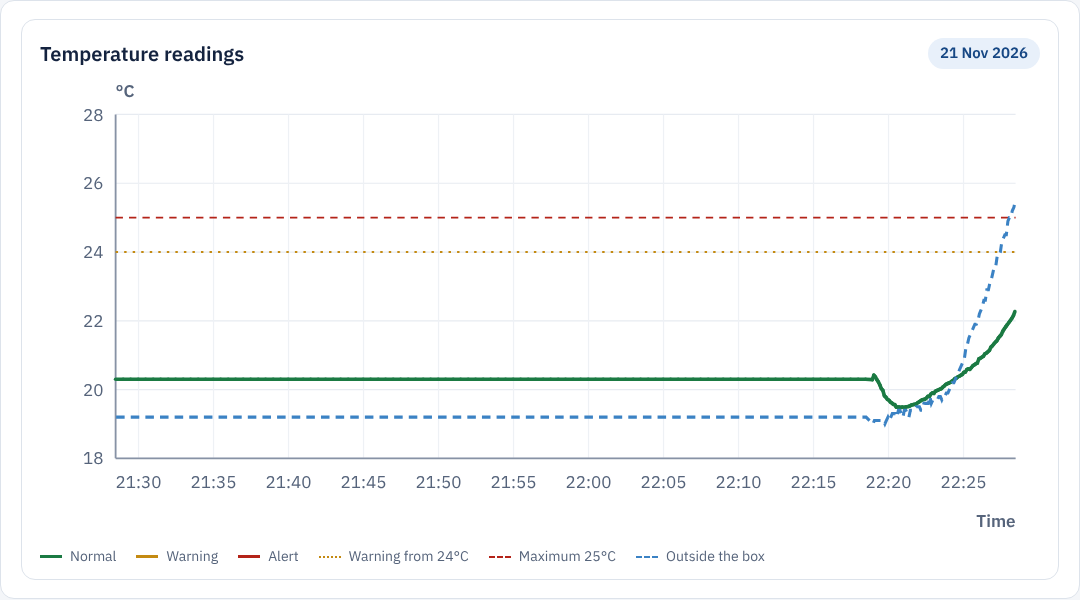 Temperature readings
21 Nov 2026
°C
28
26
24
22
20
18
21:30 21:35 21:40 21:45 21:50 21:55 22:00 22:05 22:10 22:15 22:20 22:25
Time
Normal Warning Alert Warning from 24°C Maximum 25°C Outside the box